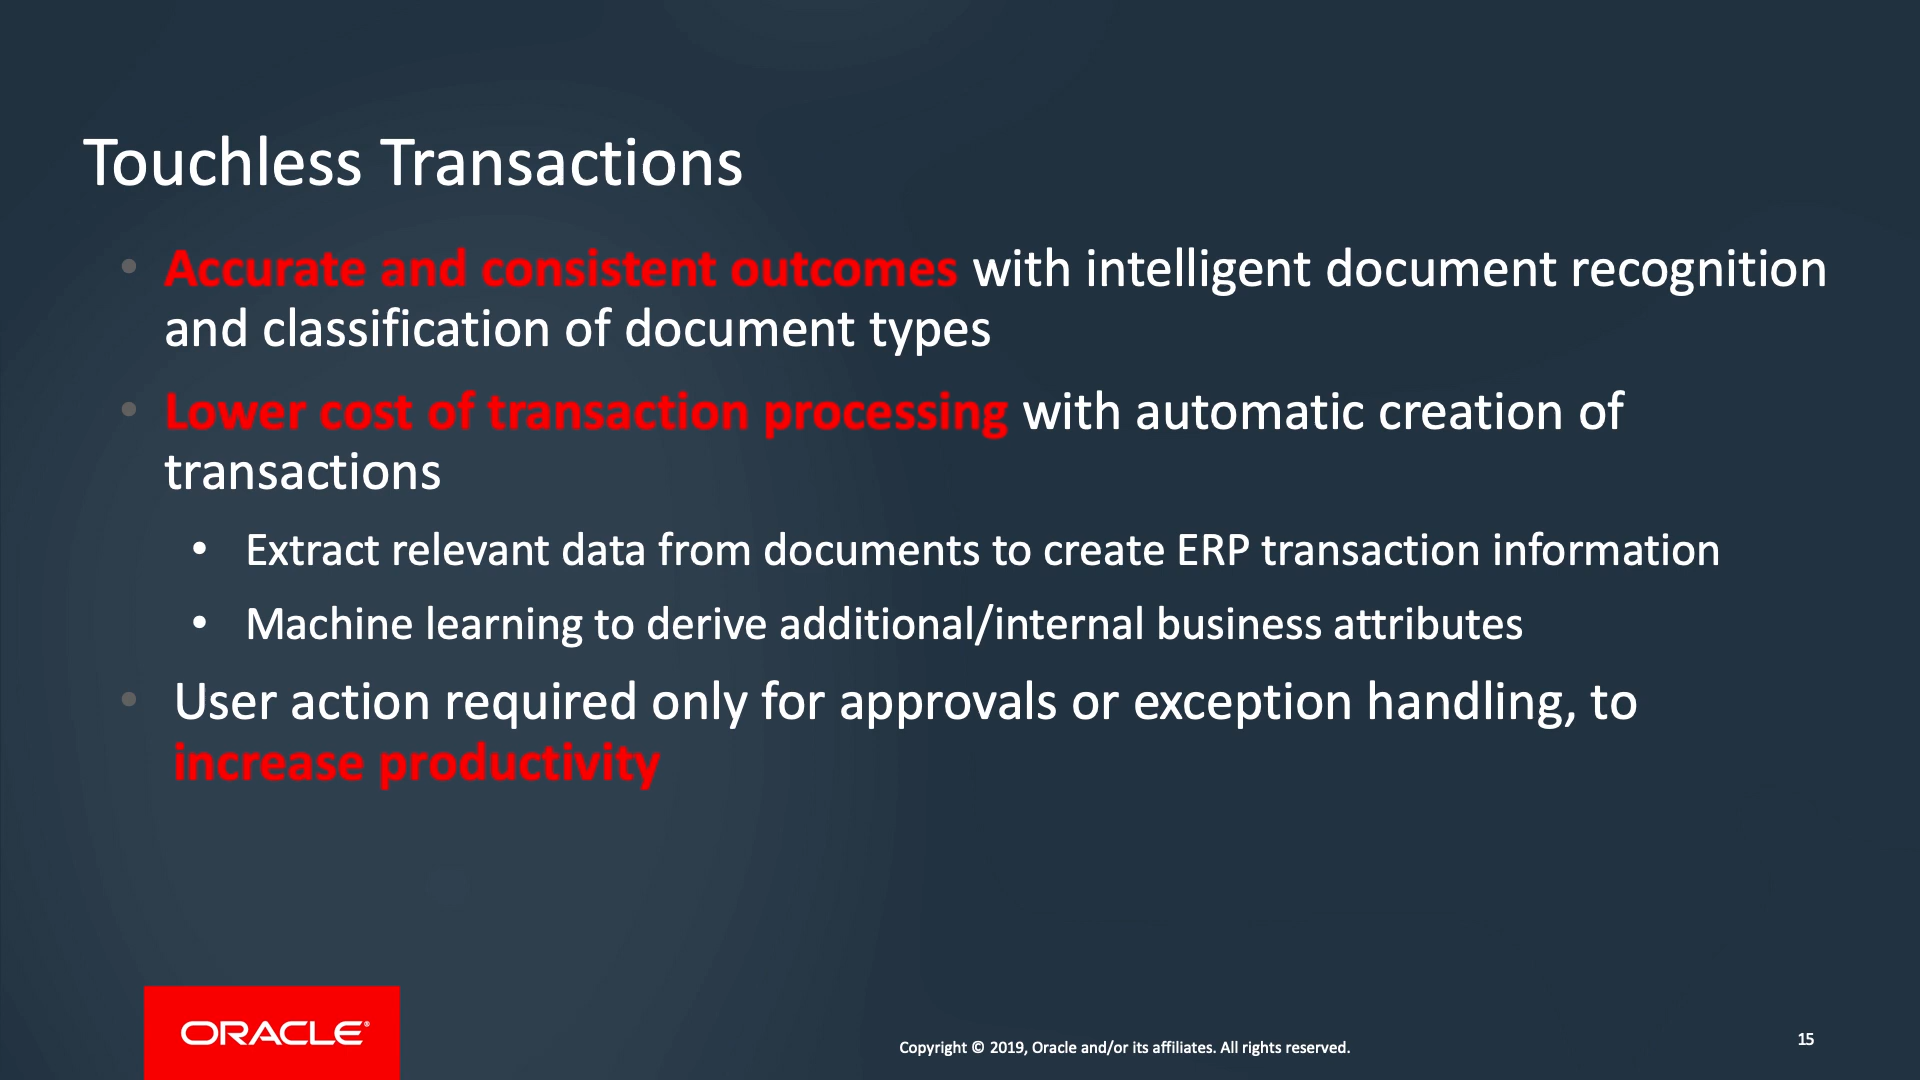 Touchless Transactions
• Accurate and consistent outcomes with intelligent document recognition
and classification of document types
• Lower cost of transaction processing with automatic creation of
transactions
• Extract relevant data from documents to create ERP transaction information
• Machine learning to derive additional/internal business attributes
• User action required only for approvals or exception handling, to
increase productivity
ORACLE®
Copyright © 2019, Oracle and/or its affiliates. All rights reserved.
15